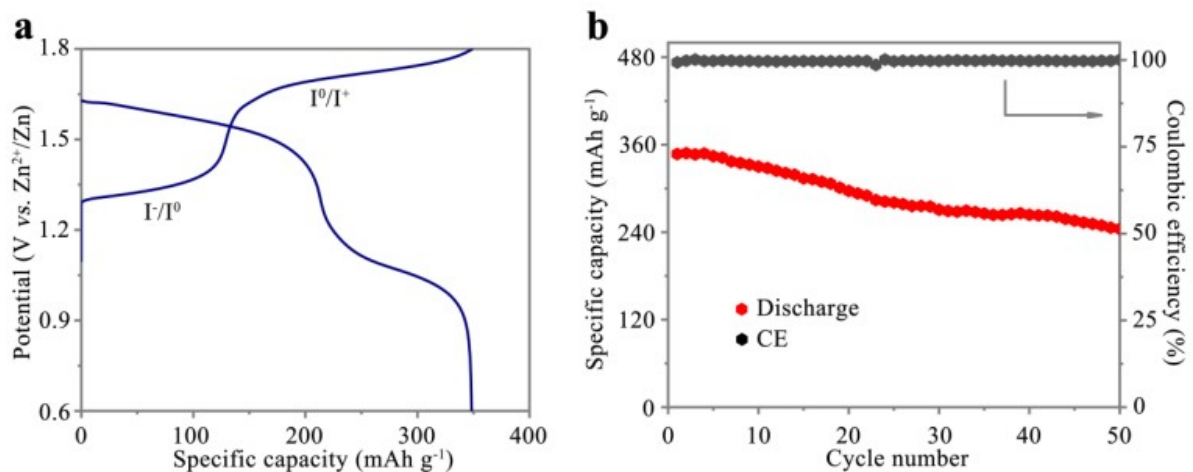 a
1.8
1.5
1.2
0.9
0.6
Potential (V vs. Zn²⁺/Zn)
I⁰/I⁺
I⁻/I⁰
0
100
200
300
400
Specific capacity (mAh g⁻¹)
b
480
360
240
120
0
Specific capacity (mAh g⁻¹)
Discharge
CE
100
75
50
25
0
Coulombic efficiency (%)
0
10
20
30
40
50
Cycle number